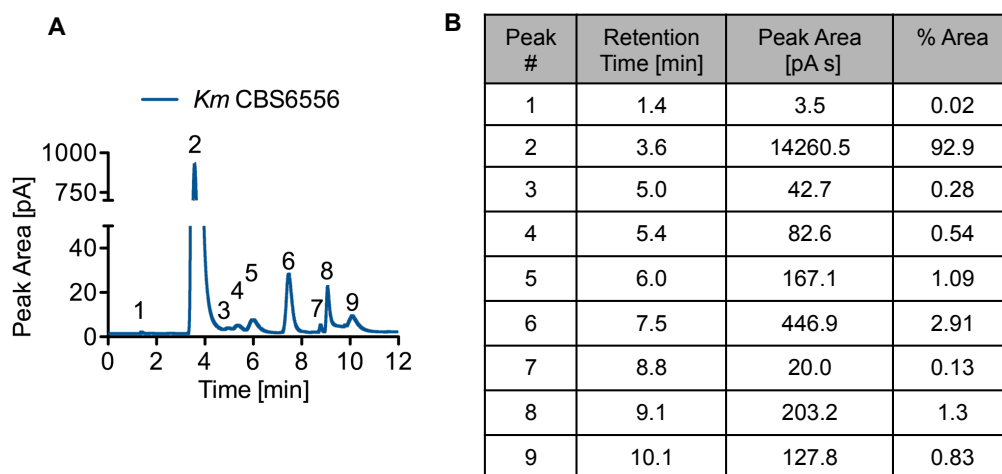 A
Km CBS6556
1000
750
40
20
0
Peak Area [pA]
1
2
3
4
5
6
7
8
9
0 2 4 6 8 10 12
Time [min]
B
Peak # Retention Time [min] Peak Area [pA s] % Area
1 1.4 3.5 0.02
2 3.6 14260.5 92.9
3 5.0 42.7 0.28
4 5.4 82.6 0.54
5 6.0 167.1 1.09
6 7.5 446.9 2.91
7 8.8 20.0 0.13
8 9.1 203.2 1.3
9 10.1 127.8 0.83